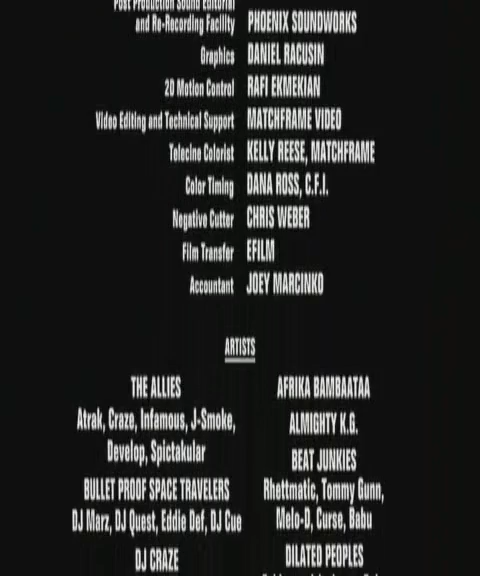 Post Production Sound Editorial
and Re-Recording Facility PHOENIX SOUNDWORKS
Graphics DANIEL RACUSIN
2D Motion Control RAFI EKMEKIAN
Video Editing and Technical Support MATCHFRAME VIDEO
Telecine Colorist KELLY REESE, MATCHFRAME
Color Timing DANA ROSS, C.F.I.
Negative Cutter CHRIS WEBER
Film Transfer EFILM
Accountant JOEY MARCINKO
ARTISTS
THE ALLIES
Atrak, Craze, Infamous, J-Smoke,
Develop, Spictakular
BULLET PROOF SPACE TRAVELERS
DJ Marz, DJ Quest, Eddie Def, DJ Cue
DJ CRAZE
AFRIKA BAMBAATAA
ALMIGHTY K.G.
BEAT JUNKIES
Rhettmatic, Tommy Gunn,
Melo-D, Curse, Babu
DILATED PEOPLES